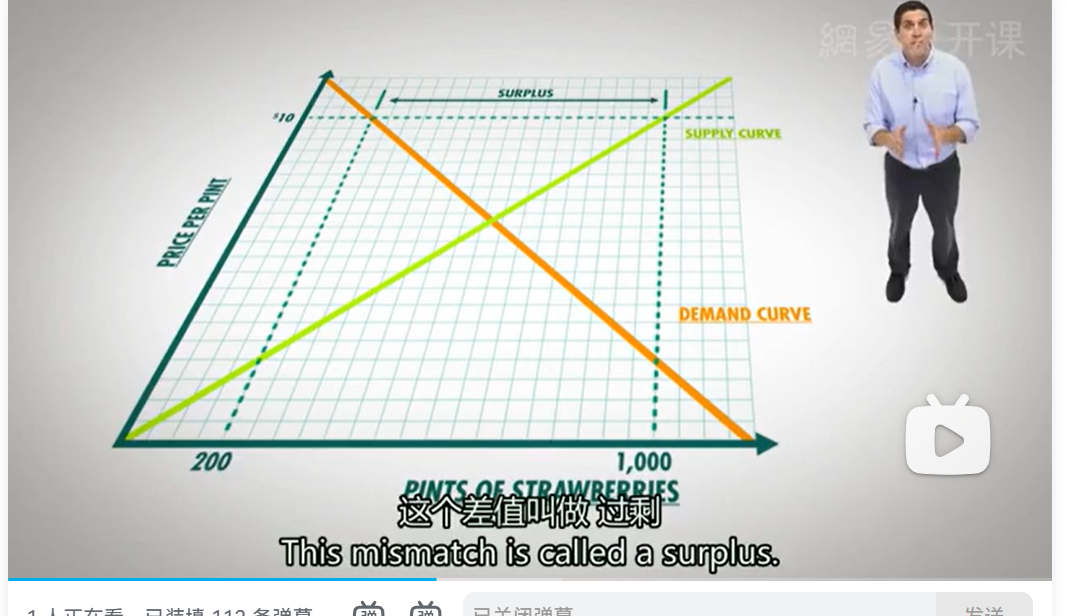 網易 开课
SURPLUS
$10
SUPPLY CURVE
PRICE PER PINT
DEMAND CURVE
200
1,000
PINTS OF STRAWBERRIES
这个差值叫做 过剩
This mismatch is called a surplus.
1 人正在看，已装填 112 条弹幕
弹 弹
已关闭弹幕
发送